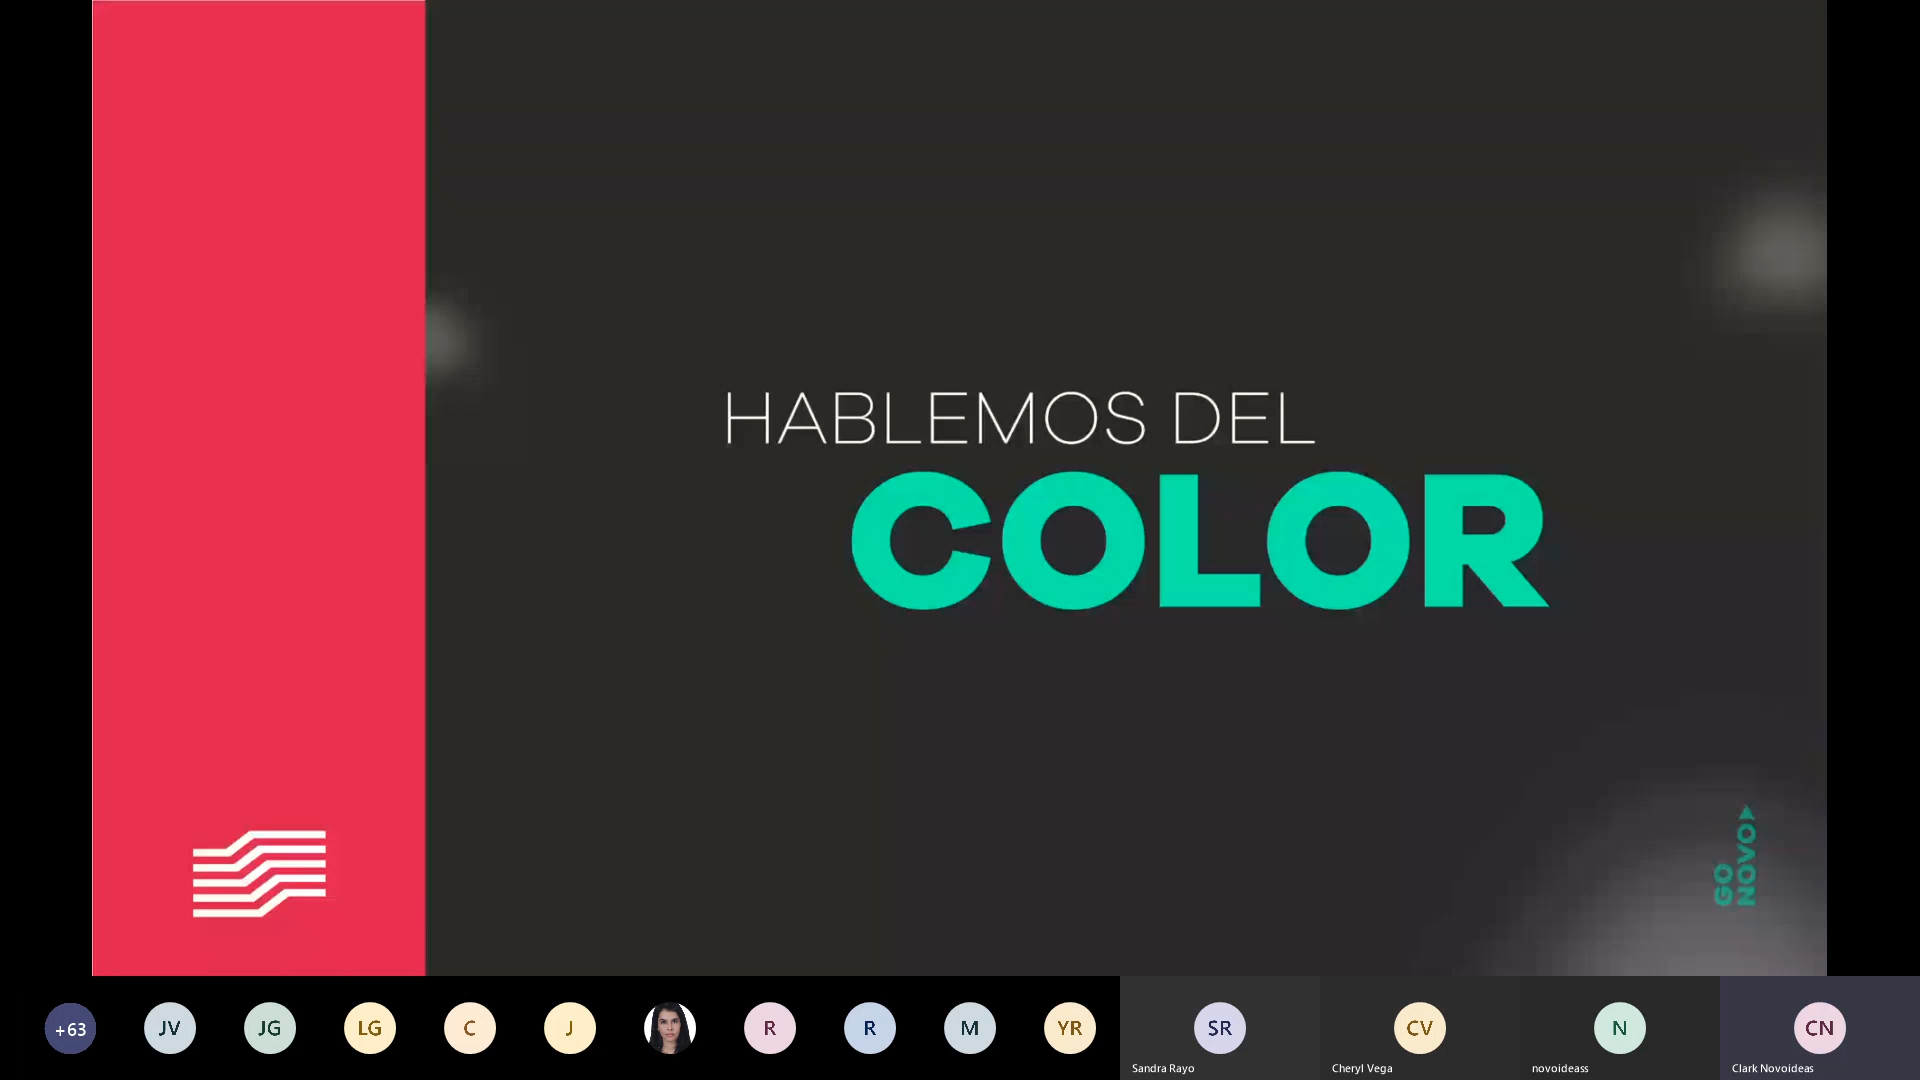 HABLEMOS DEL
COLOR
GO
NOVO
+63
JV
JG
LG
C
J
R
R
M
YR
SR
CV
N
CN
Sandra Rayo
Cheryl Vega
novoideass
Clark Novoideas